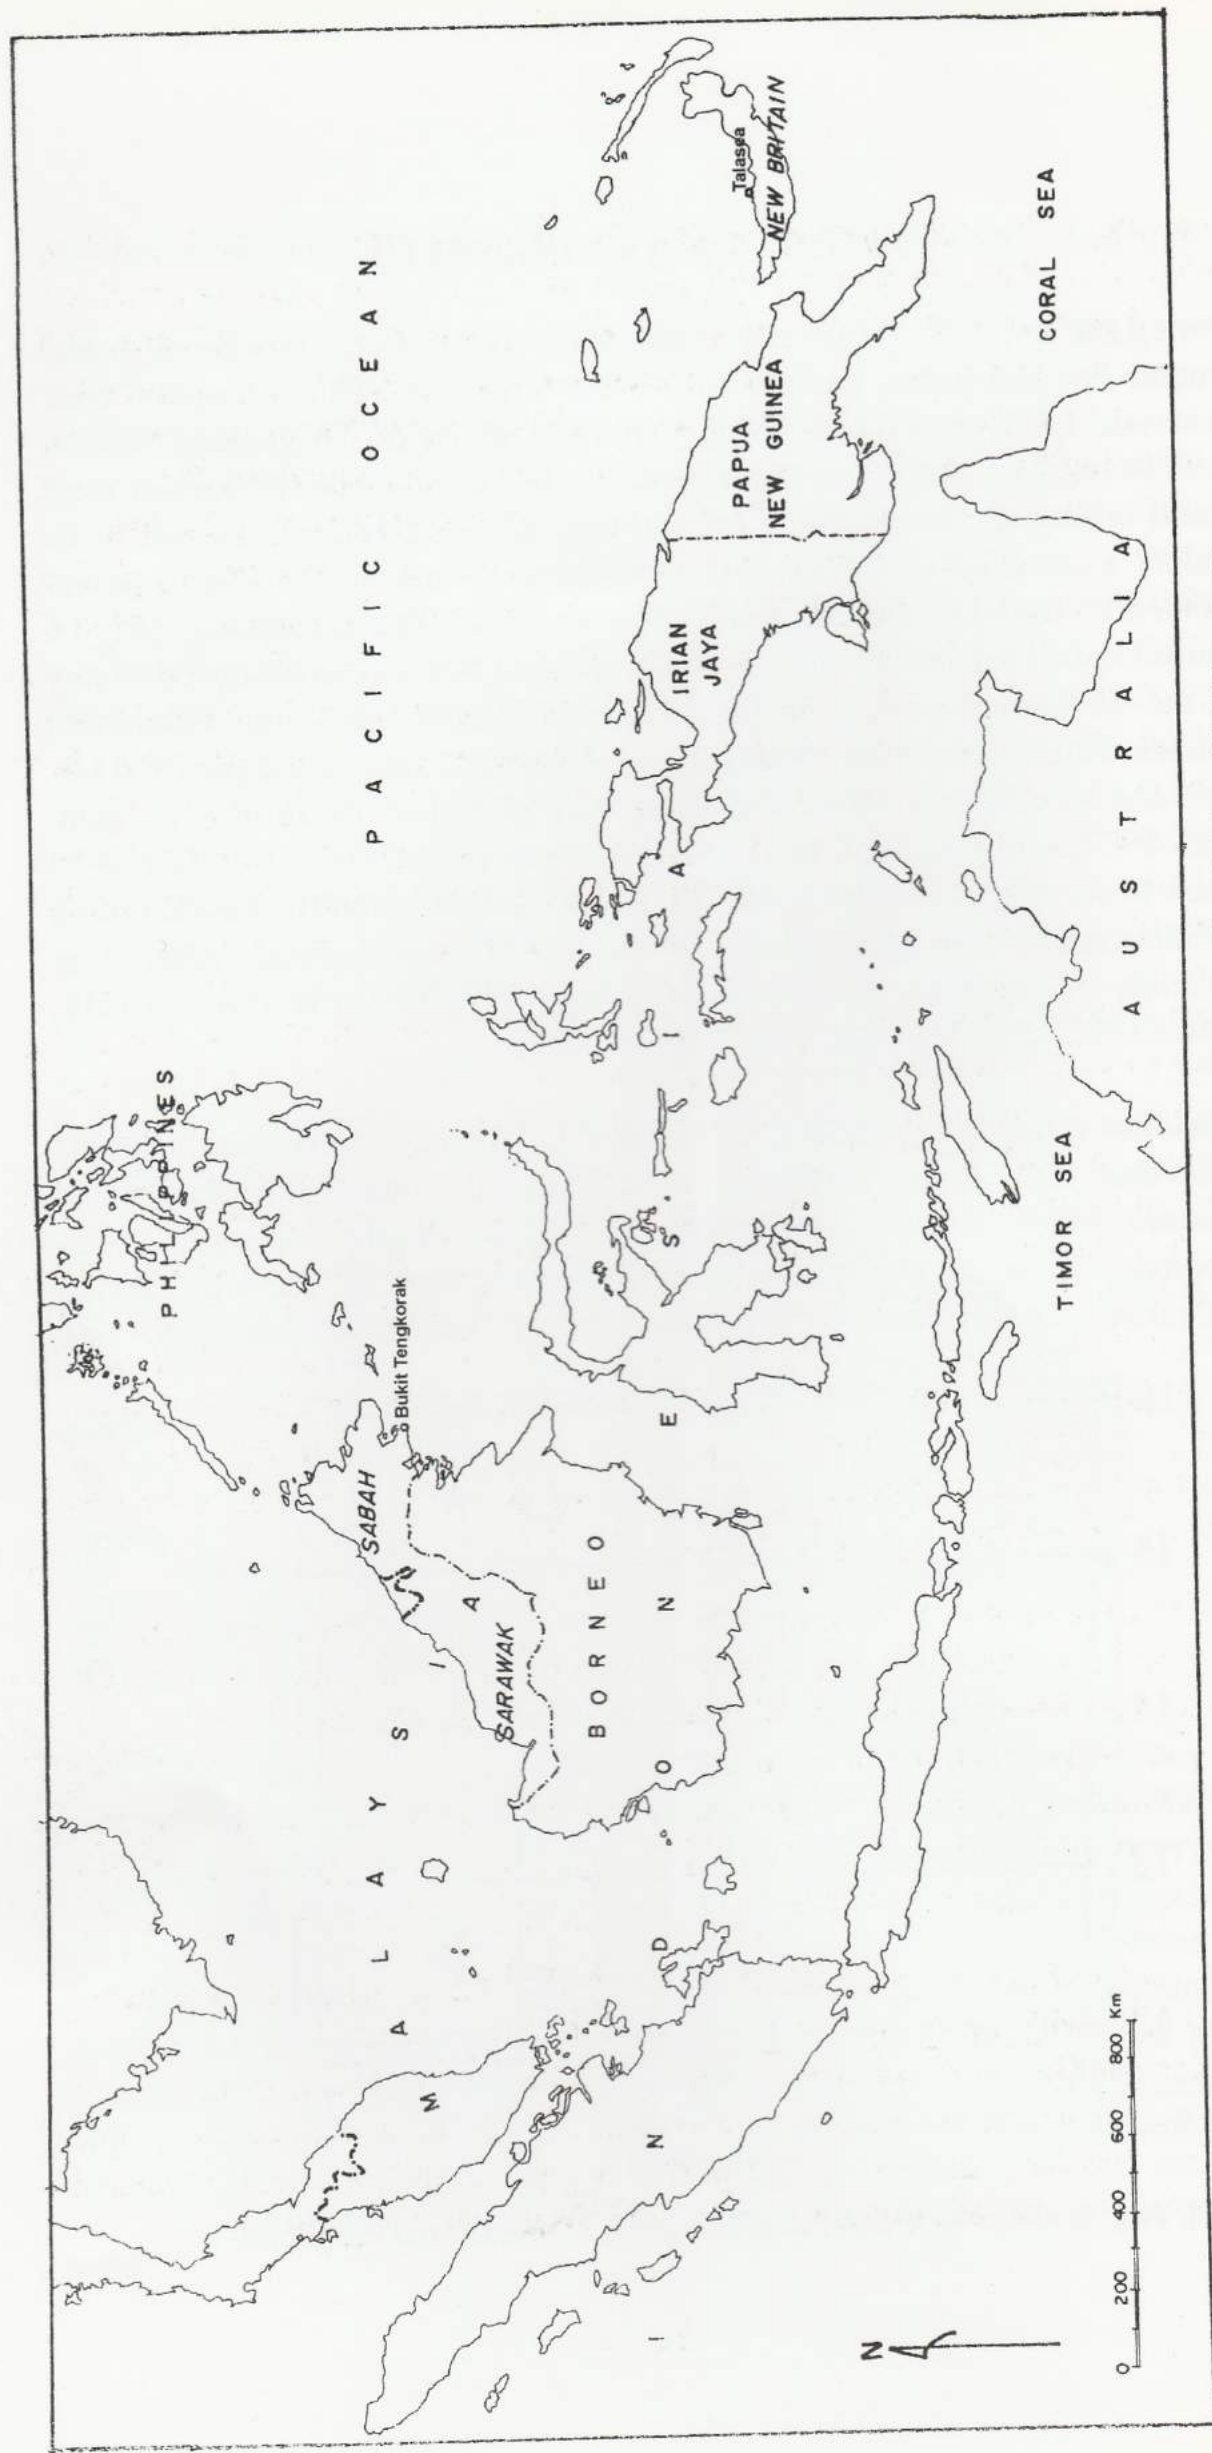 PACIFIC OCEAN
PHILIPPINES
MALAYSIA
SABAH
Bukit Tengkorak
SARAWAK
BORNEO
INDONESIA
IRIAN
JAYA
PAPUA
NEW GUINEA
Talasea
NEW BRITAIN
CORAL SEA
TIMOR SEA
AUSTRALIA
N
0 200 400 600 800 Km